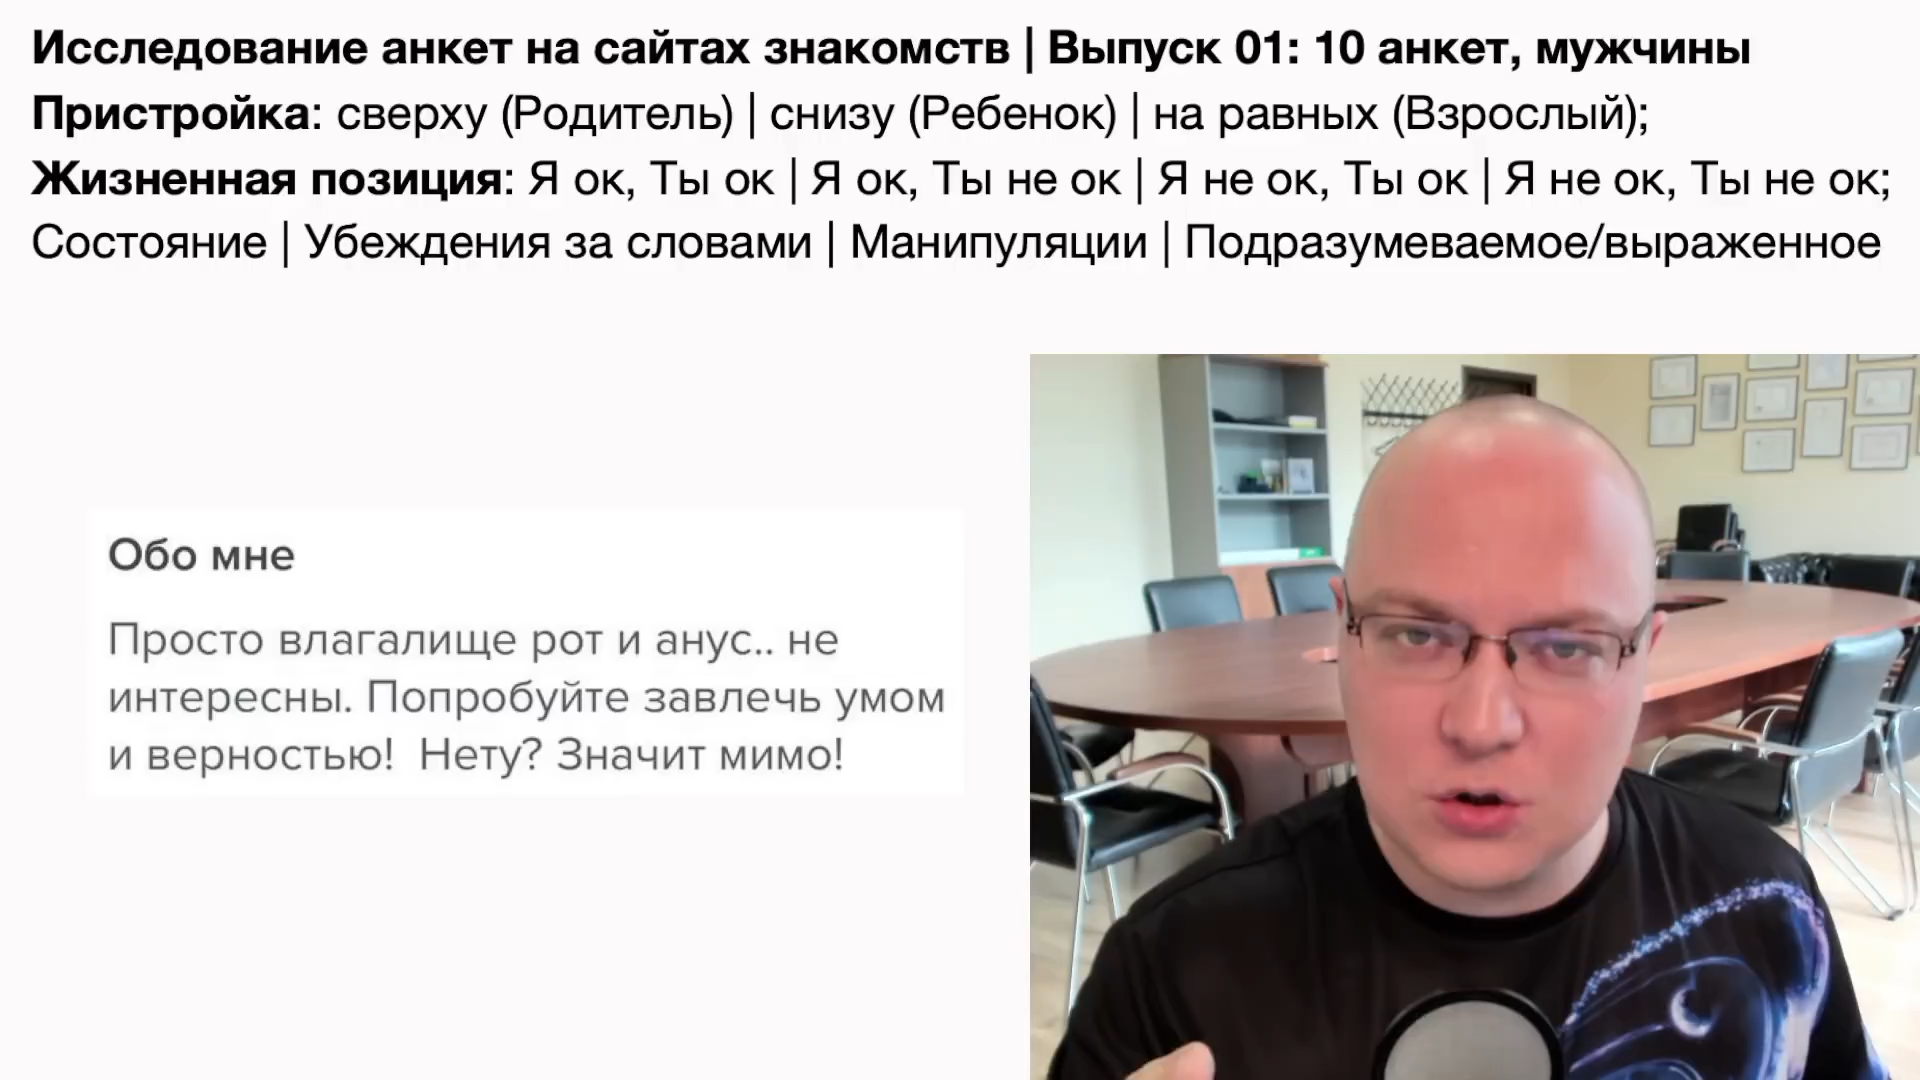 Исследование анкет на сайтах знакомств | Выпуск 01: 10 анкет, мужчины
Пристройка: сверху (Родитель) | снизу (Ребенок) | на равных (Взрослый);
Жизненная позиция: Я ок, Ты ок | Я ок, Ты не ок | Я не ок, Ты ок | Я не ок, Ты не ок;
Состояние | Убеждения за словами | Манипуляции | Подразумеваемое/выраженное
Обо мне
Просто влагалище рот и анус.. не
интересны. Попробуйте завлечь умом
и верностью!  Нету? Значит мимо!